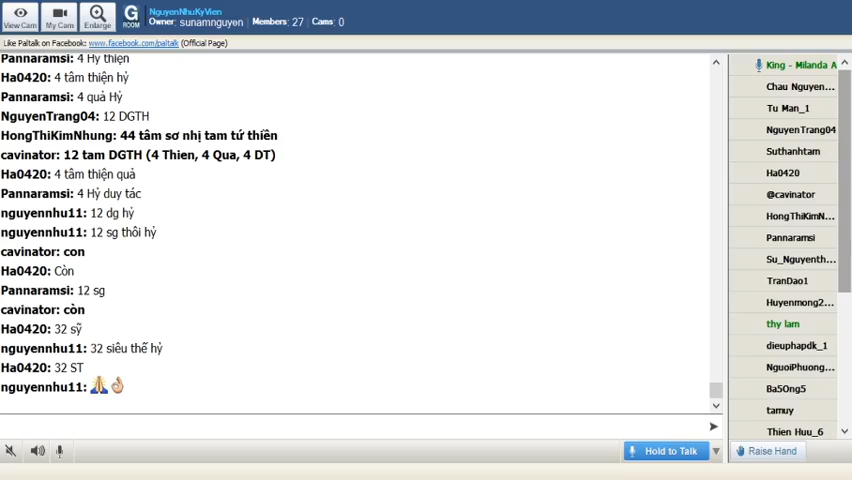 View Cam
My Cam
Enlarge
G
ROOM
NguyenNhuKyVien
Owner: sunamnguyen Members: 27 Cams: 0
Like Paltalk on Facebook: www.facebook.com/paltalk (Official Page)
Pannaramsi: 4 Hy thiện
Ha0420: 4 tâm thiện hỷ
Pannaramsi: 4 quả Hỷ
NguyenTrang04: 12 DGTH
HongThiKimNhung: 44 tâm sơ nhị tam tứ thiền
cavinator: 12 tam DGTH (4 Thien, 4 Qua, 4 DT)
Ha0420: 4 tâm thiện quả
Pannaramsi: 4 Hỷ duy tác
nguyennhu11: 12 dg hỷ
nguyennhu11: 12 sg thôi hỷ
cavinator: con
Ha0420: Còn
Pannaramsi: 12 sg
cavinator: còn
Ha0420: 32 sỹ
nguyennhu11: 32 siêu thế hỷ
Ha0420: 32 ST
nguyennhu11:
Hold to Talk
King - Milanda A
Chau Nguyen...
Tu Man_1
NguyenTrang04
Suthanhtam
Ha0420
@cavinator
HongThiKimN...
Pannaramsi
Su_Nguyenth...
TranDao1
Huyenmong2...
thy lam
dieuphapdk_1
NguoiPhuong...
Ba5Ong5
tamuy
Thien Huu_6
Raise Hand